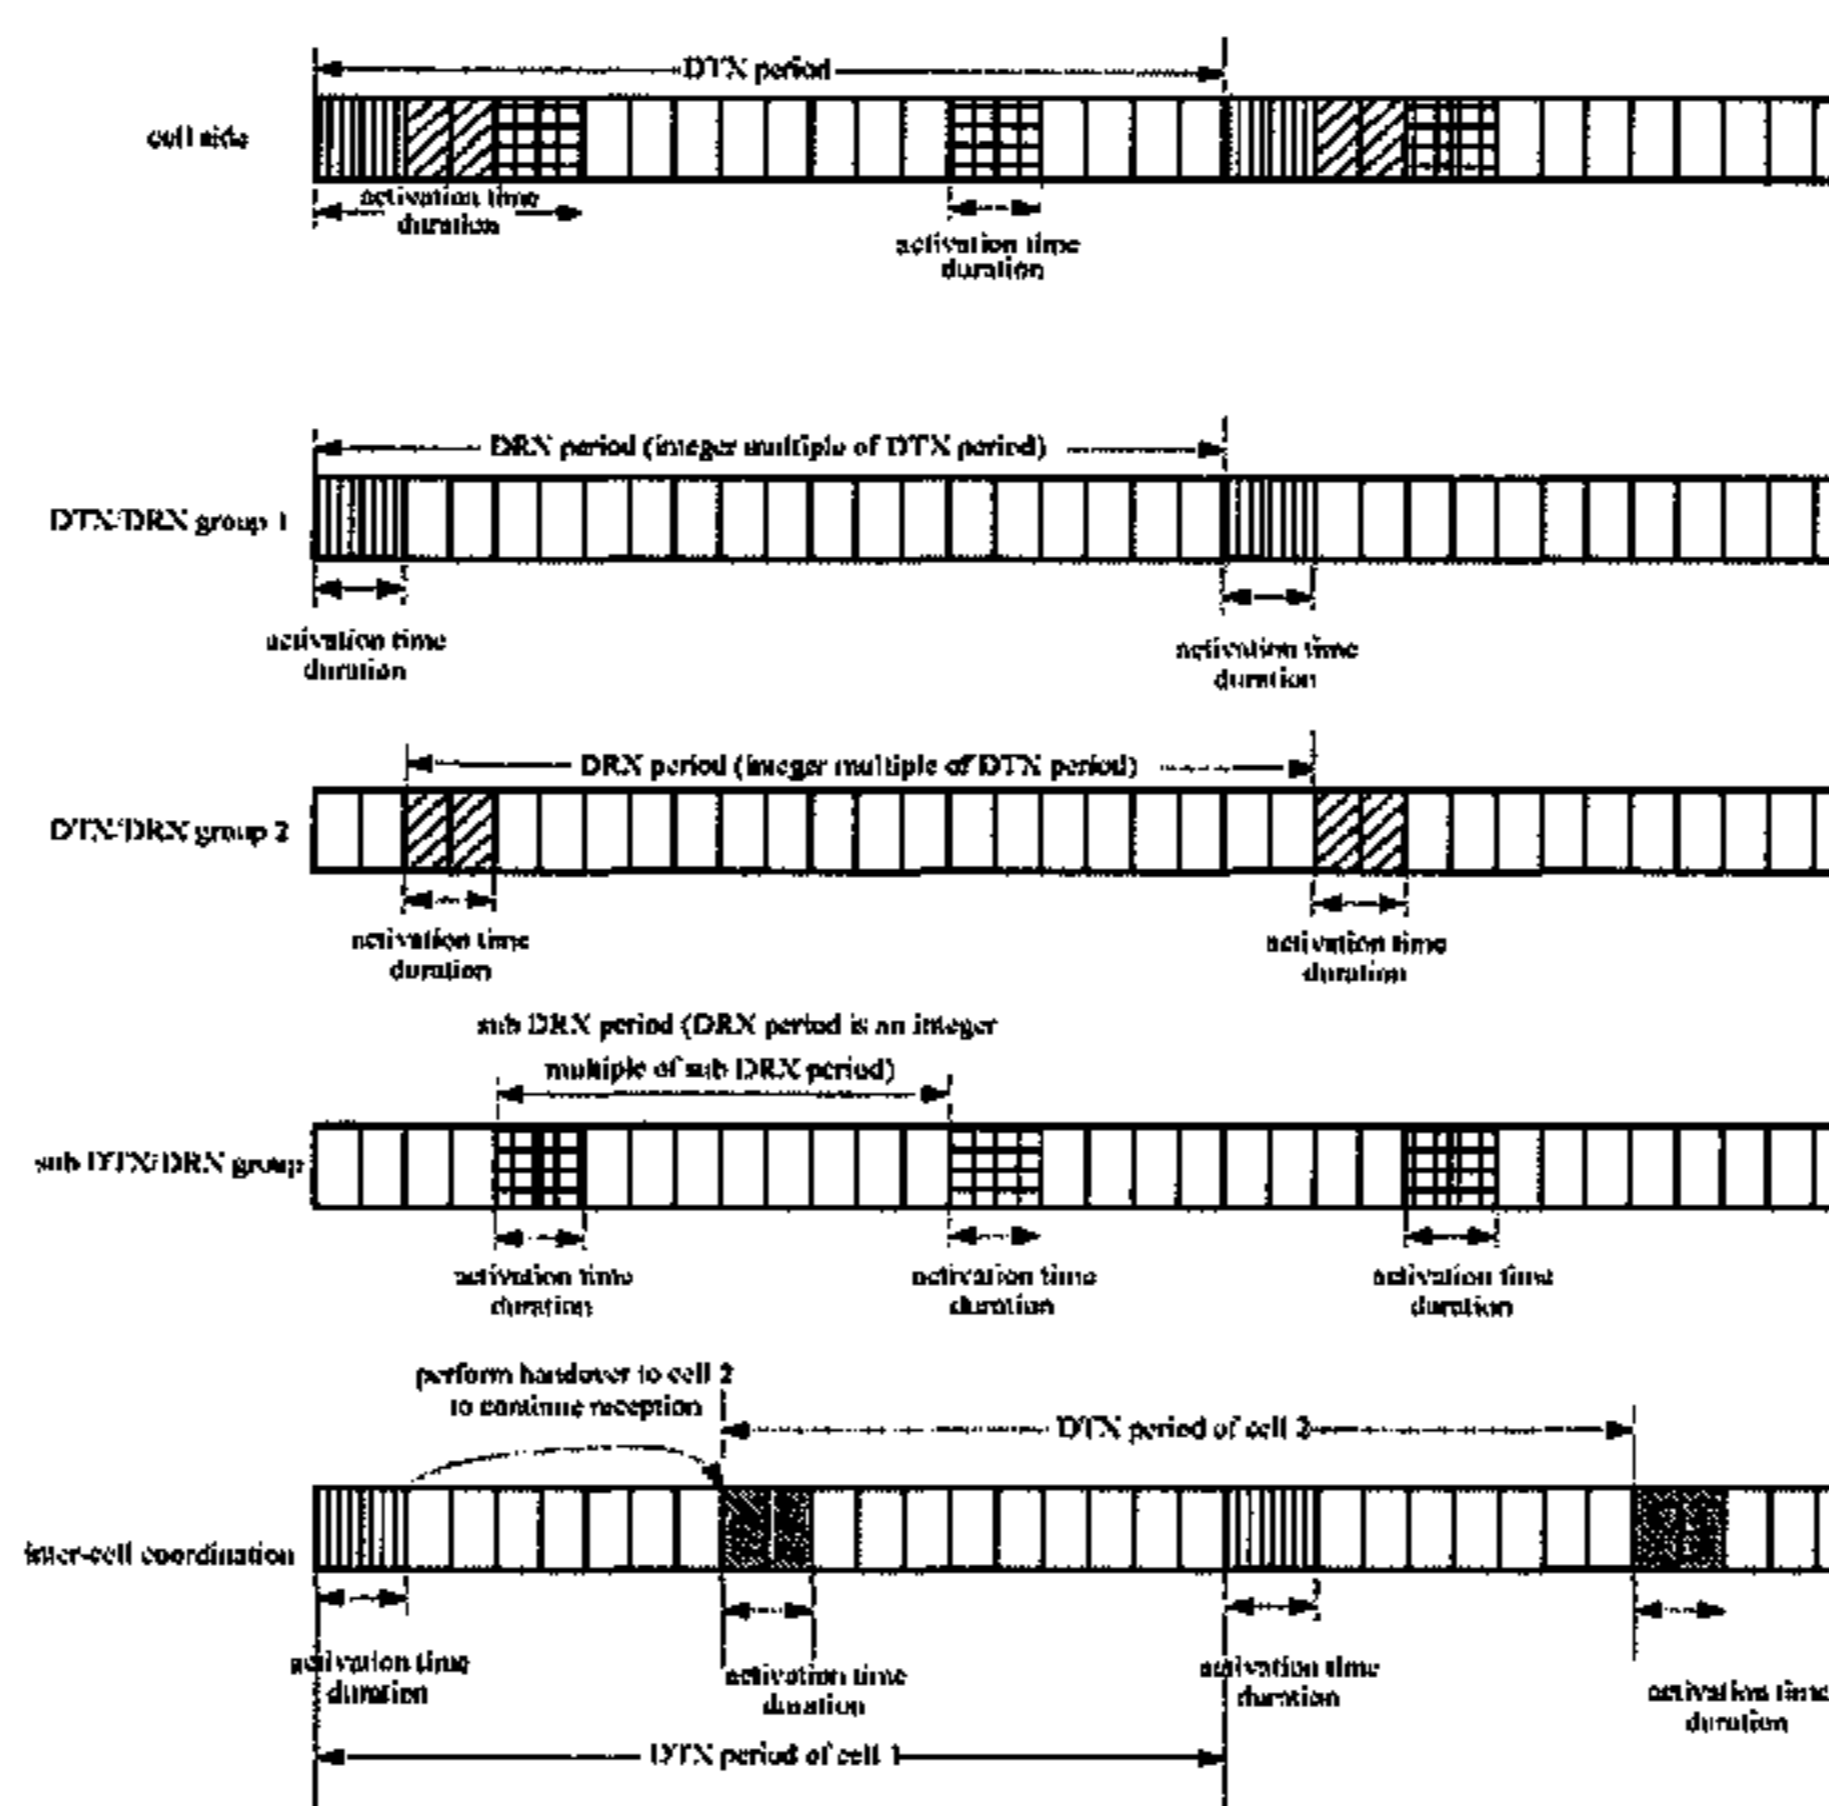 DTX period
cell side
activation time
duration
activation time
duration
DRX period (integer multiple of DTX period)
DTX/DRX group 1
activation time
duration
activation time
duration
DRX period (integer multiple of DTX period)
DTX/DRX group 2
activation time
duration
activation time
duration
sub DRX period (DRX period is an integer
multiple of sub DRX period)
sub DTX/DRX group
activation time
duration
activation time
duration
activation time
duration
perform handover to cell 2
to continue reception
DTX period of cell 2
inter-cell coordination
activation time
duration
activation time
duration
activation time
duration
activation time
duration
DTX period of cell 1